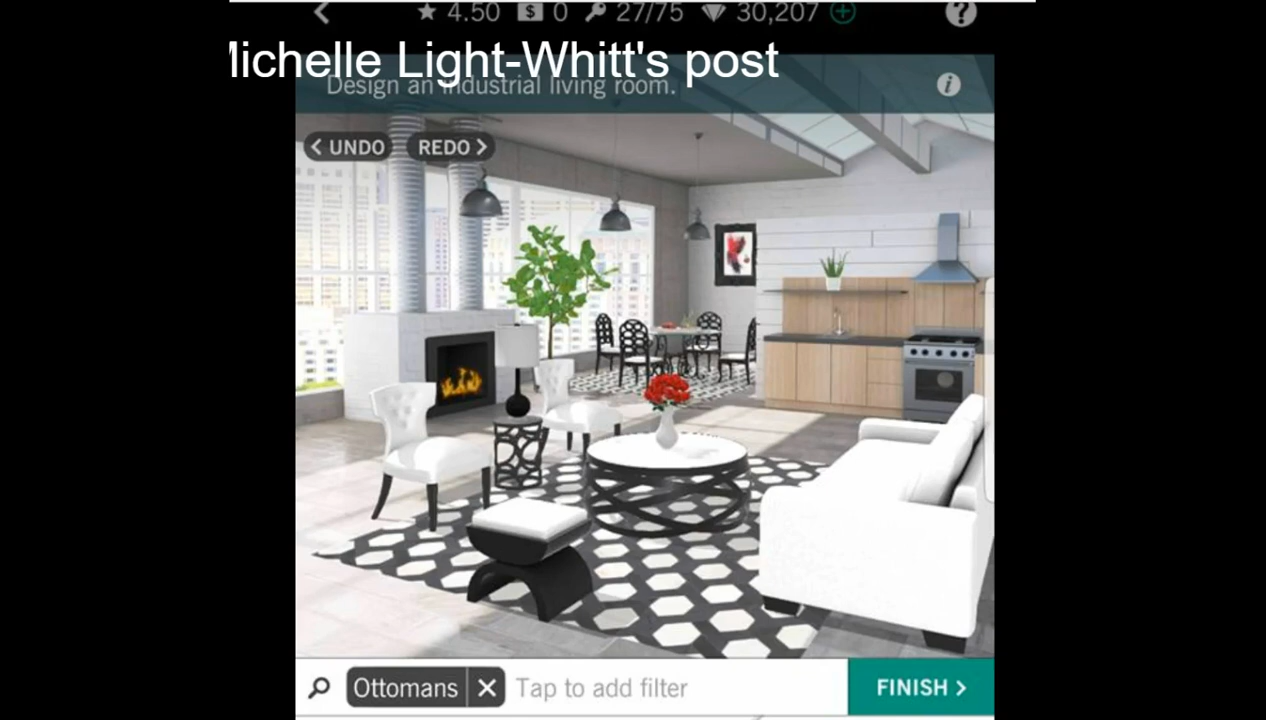 4.50 $ 0 27/75 30,207 + ?
Michelle Light-Whitt's post
Design an industrial living room.
i
< UNDO REDO >
Ottomans X Tap to add filter FINISH >